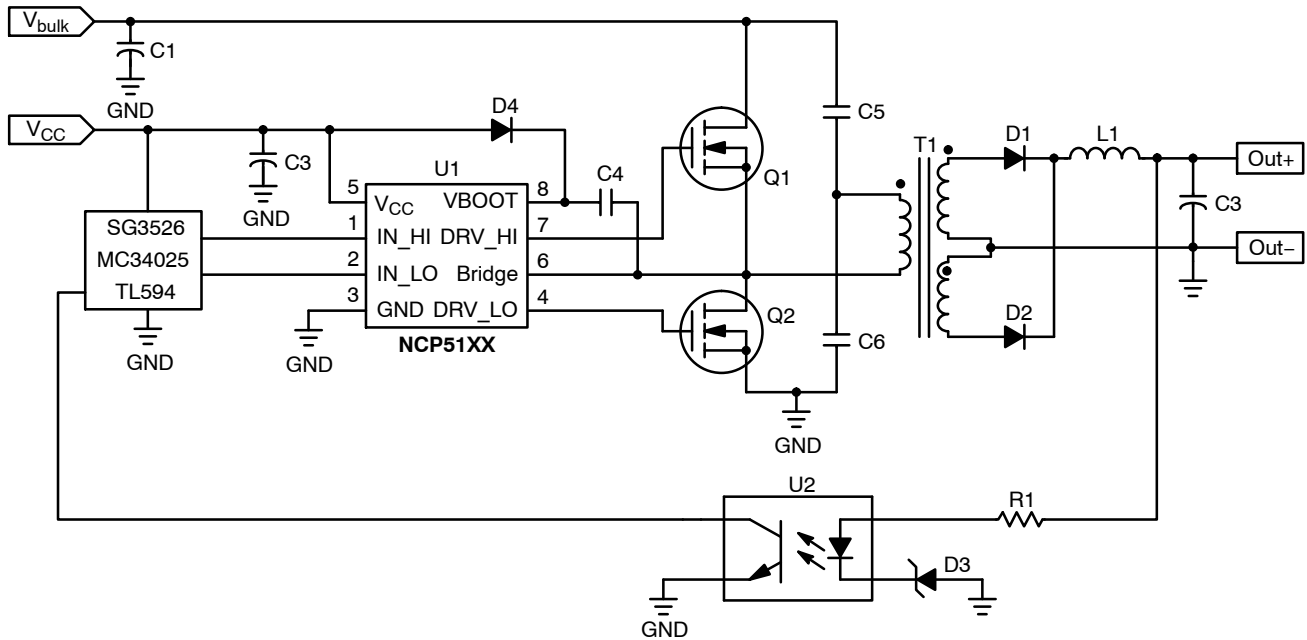 Vbulk
C1
GND
VCC
D4
C3
GND
SG3526
MC34025
TL594
GND
U1
5
VCC
VBOOT
8
1
IN_HI
DRV_HI
7
2
IN_LO
Bridge
6
3
GND
DRV_LO
4
NCP51XX
GND
C4
Q1
Q2
C5
C6
GND
T1
D1
L1
D2
Out+
C3
Out−
U2
R1
D3
GND